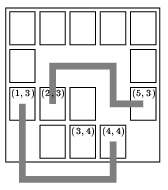 (1, 3) (2, 3) (5, 3)
(3, 4) (4, 4)